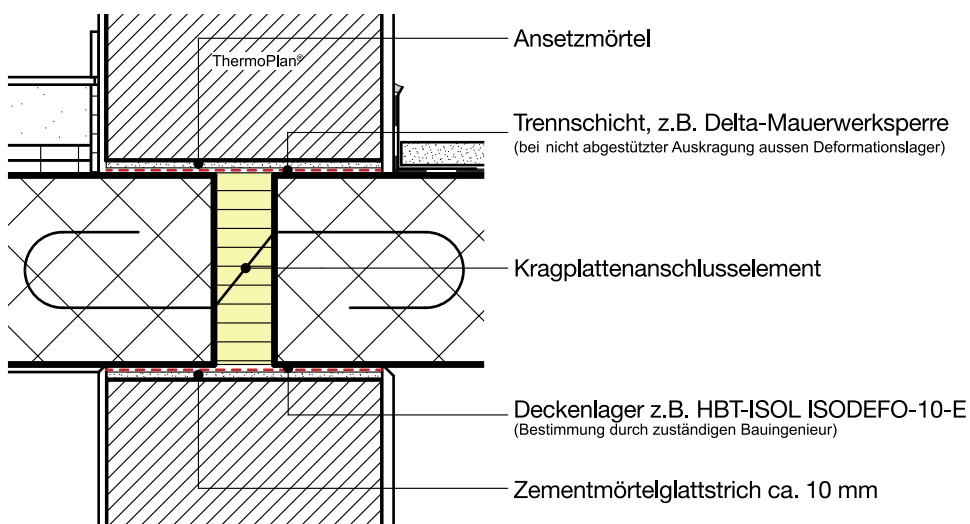 Ansetzmörtel
ThermoPlan®
Trennschicht, z.B. Delta-Mauerwerksperre
(bei nicht abgestützter Auskragung aussen Deformationslager)
Kragplattenanschlusselement
Deckenlager z.B. HBT-ISOL ISODEFO-10-E
(Bestimmung durch zuständigen Bauingenieur)
Zementmörtelglattstrich ca. 10 mm